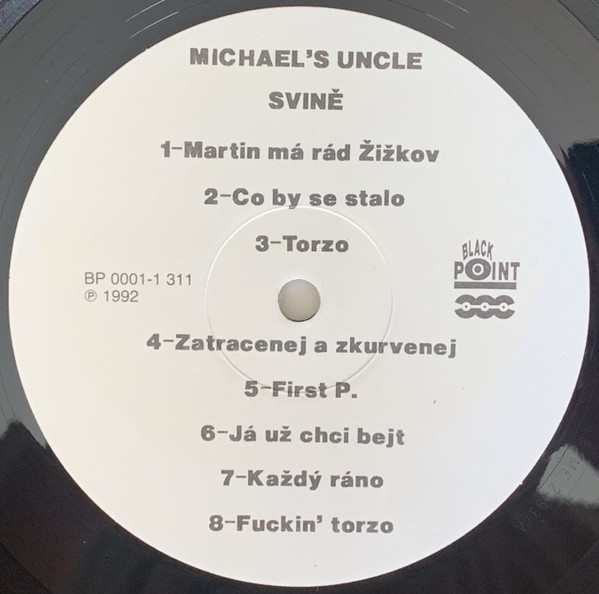 MICHAEL'S UNCLE
SVINĚ
1-Martin má rád Žižkov
2-Co by se stalo
3-Torzo
BP 0001-1 311
℗ 1992
BLACK
POINT
4-Zatracenej a zkurvenej
5-First P.
6-Já už chci bejt
7-Každý ráno
8-Fuckin' torzo